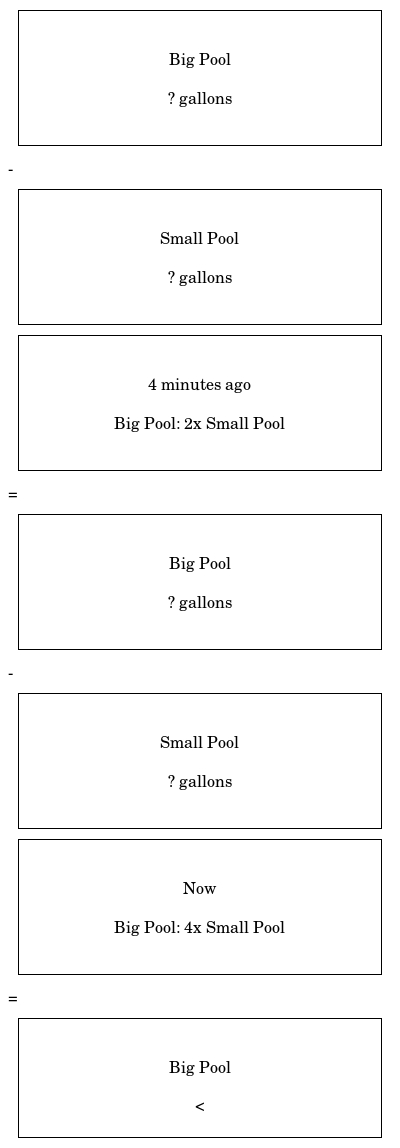 Big Pool
? gallons
-
Small Pool
? gallons
4 minutes ago
Big Pool: 2x Small Pool
=
Big Pool
? gallons
-
Small Pool
? gallons
Now
Big Pool: 4x Small Pool
=
Big Pool
<